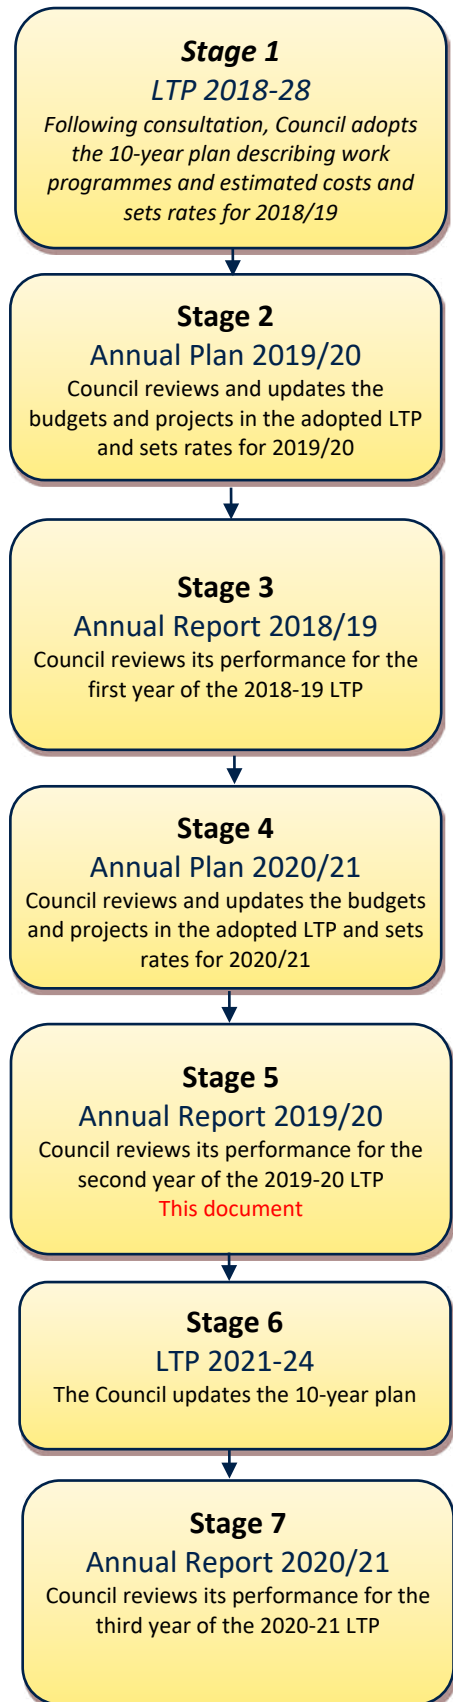 Stage 1
LTP 2018-28
Following consultation, Council adopts
the 10-year plan describing work
programmes and estimated costs and
sets rates for 2018/19
Stage 2
Annual Plan 2019/20
Council reviews and updates the
budgets and projects in the adopted LTP
and sets rates for 2019/20
Stage 3
Annual Report 2018/19
Council reviews its performance for the
first year of the 2018-19 LTP
Stage 4
Annual Plan 2020/21
Council reviews and updates the budgets
and projects in the adopted LTP and sets
rates for 2020/21
Stage 5
Annual Report 2019/20
Council reviews its performance for the
second year of the 2019-20 LTP
This document
Stage 6
LTP 2021-24
The Council updates the 10-year plan
Stage 7
Annual Report 2020/21
Council reviews its performance for the
third year of the 2020-21 LTP